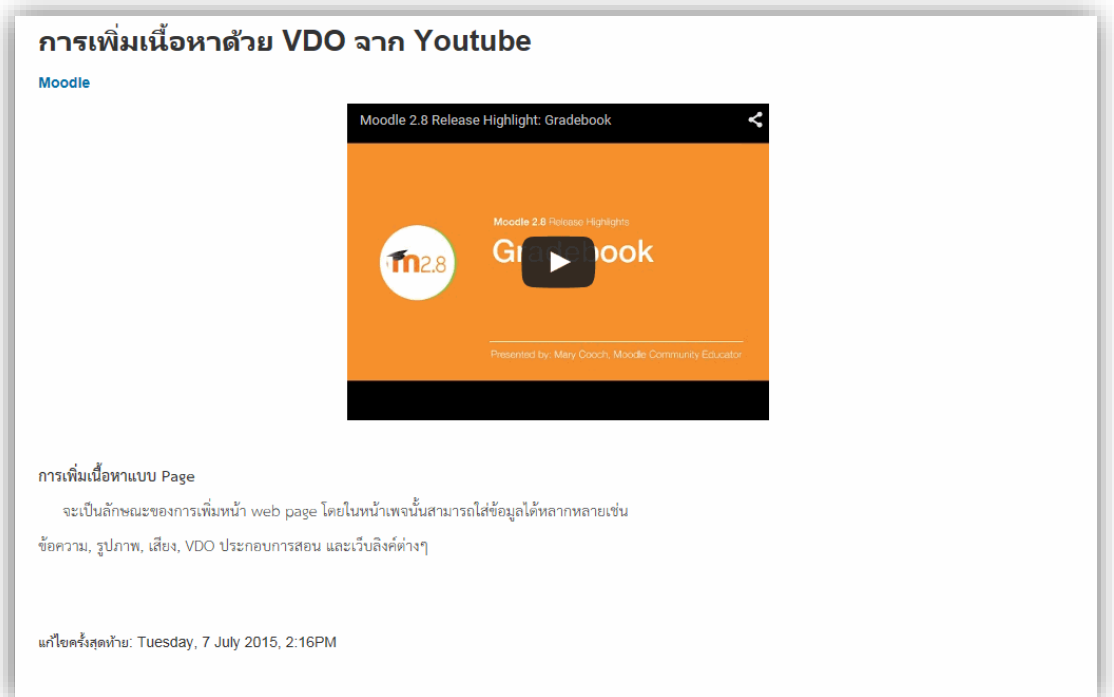 การเพิ่มเนื้อหาด้วย VDO จาก Youtube
Moodle
Moodle 2.8 Release Highlight: Gradebook
Moodle 2.8 Release Highlights
Gradebook
m2.8
Presented by: Mary Cooch, Moodle Community Educator
การเพิ่มเนื้อหาแบบ Page
จะเป็นลักษณะของการเพิ่มหน้า web page โดยในหน้าเพจนั้นสามารถใส่ข้อมูลได้หลากหลายเช่น
ข้อความ, รูปภาพ, เสียง, VDO ประกอบการสอน และเว็บลิงค์ต่างๆ
แก้ไขครั้งสุดท้าย: Tuesday, 7 July 2015, 2:16PM